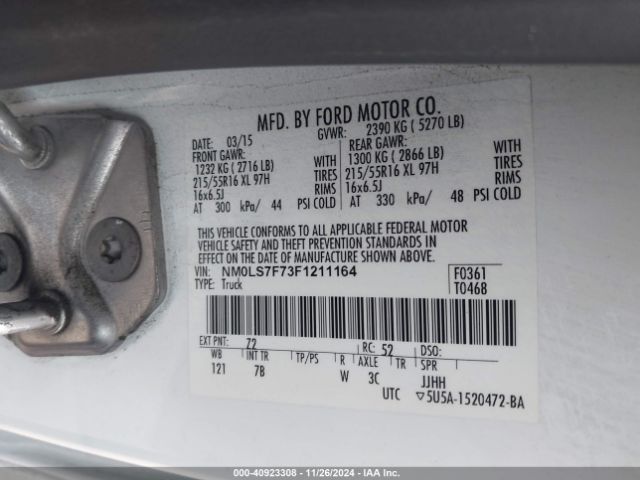 MFD. BY FORD MOTOR CO.
DATE: 03/15 GVWR: 2390 KG ( 5270 LB)
FRONT GAWR: REAR GAWR:
1232 KG ( 2716 LB) WITH 1300 KG ( 2866 LB) WITH
215/55R16 XL 97H TIRES 215/55R16 XL 97H TIRES
16x6.5J RIMS 16x6.5J RIMS
AT 300 kPa/ 44 PSI COLD AT 330 kPa/ 48 PSI COLD
THIS VEHICLE CONFORMS TO ALL APPLICABLE FEDERAL MOTOR
VEHICLE SAFETY AND THEFT PREVENTION STANDARDS IN
EFFECT ON THE DATE OF MANUFACTURE SHOWN ABOVE.
VIN: NM0LS7F73F1211164 F0361
TYPE: Truck T046B
EXT PNT: 72 RC: 52 DSO:
WB INT TR TP/PS R AXLE TR SPR
121 7B W 3C JJHH
UTC ▽5U5A-1520472-BA
000-40923308 - 11/26/2024 - IAA Inc.